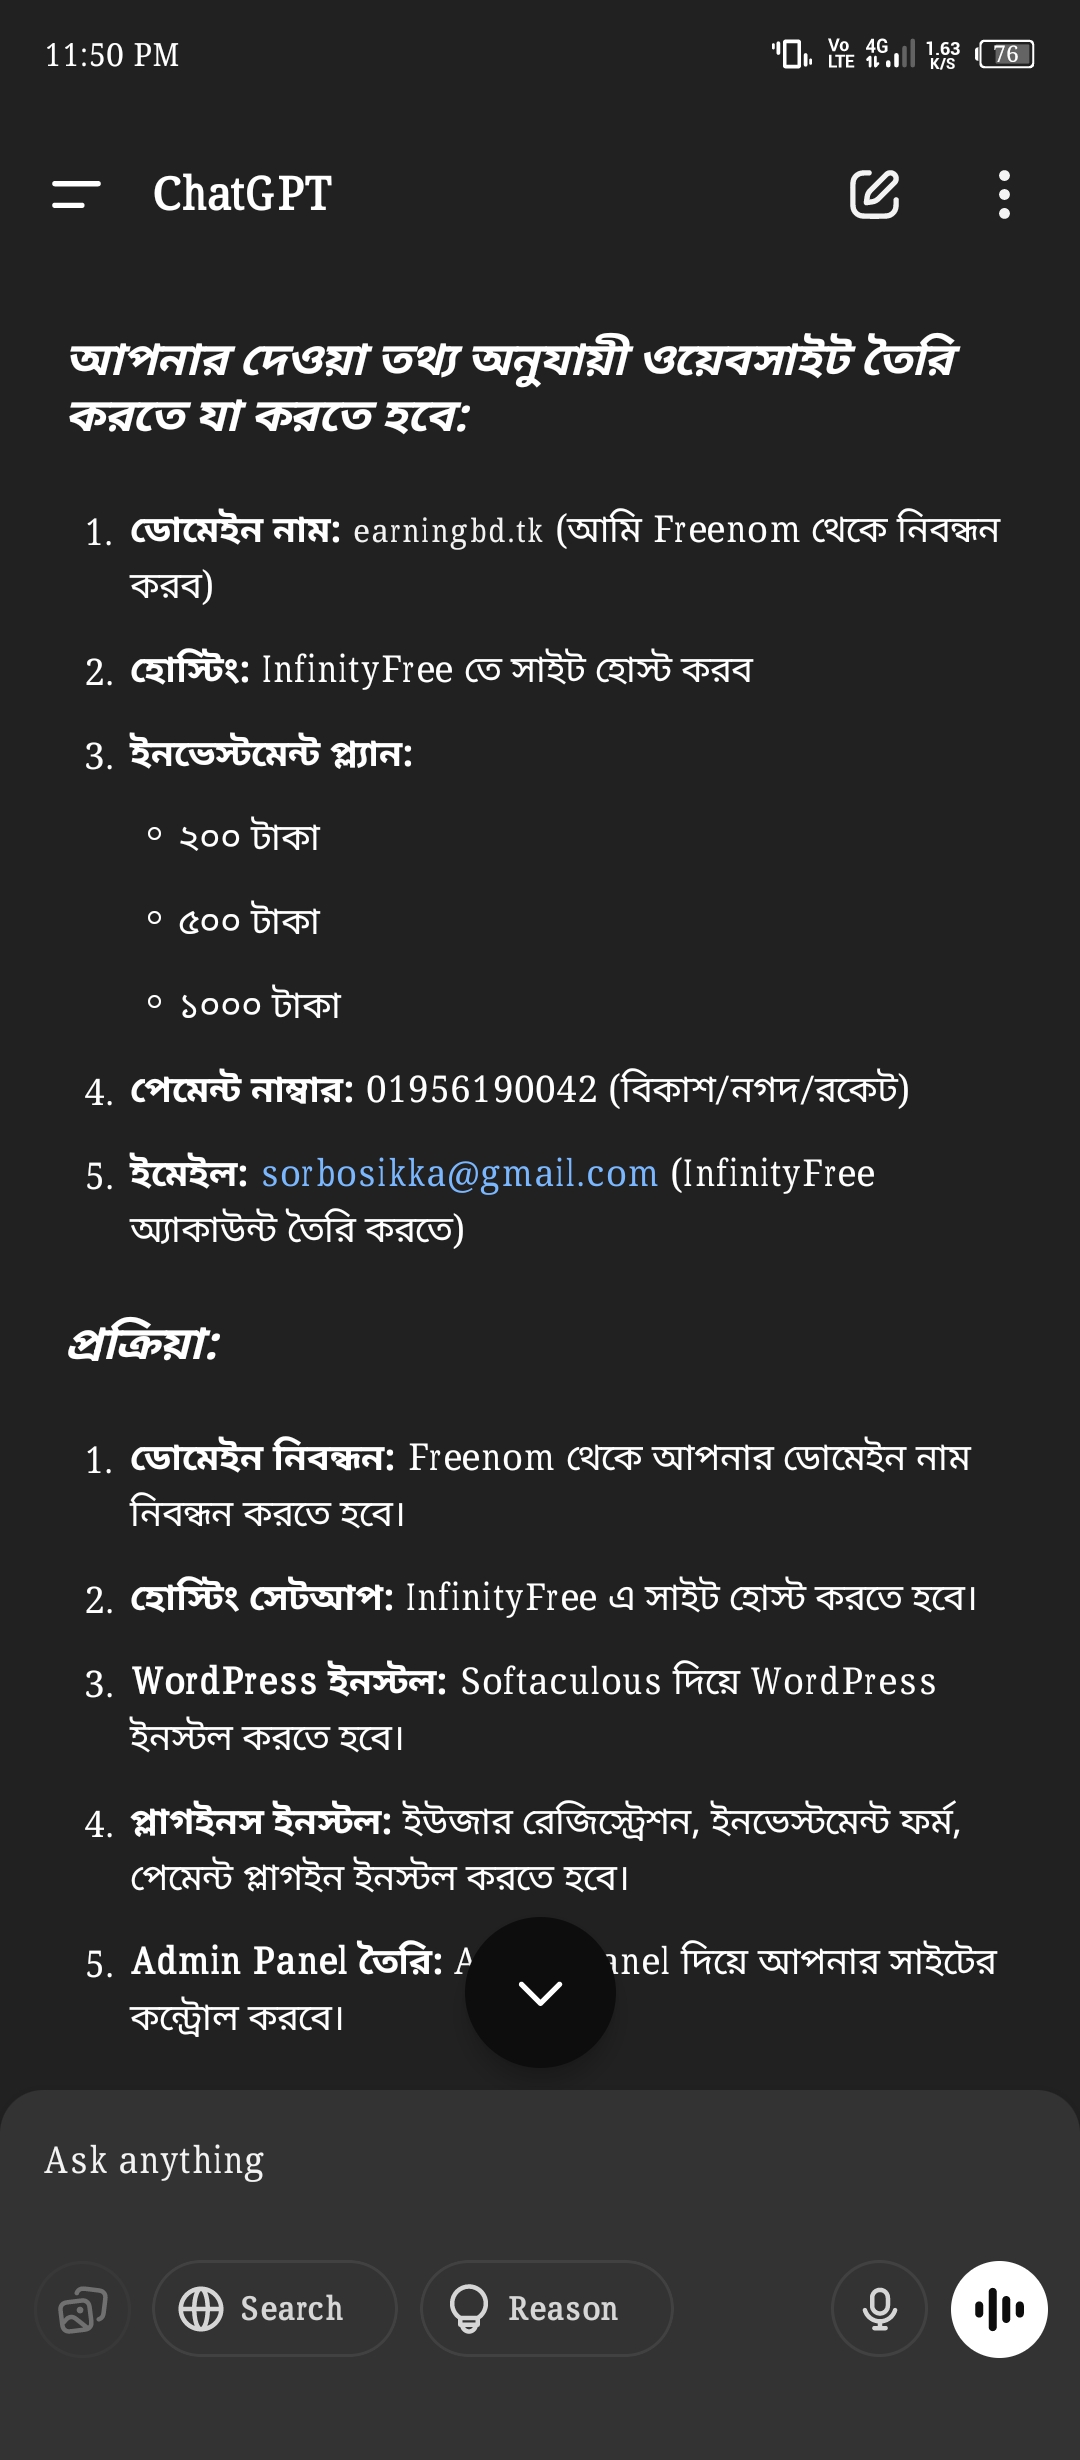 11:50 PM
Vo LTE 4G 1.63 K/S 76
ChatGPT
আপনার দেওয়া তথ্য অনুযায়ী ওয়েবসাইট তৈরি
করতে যা করতে হবে:
1. ডোমেইন নাম: earningbd.tk (আমি Freenom থেকে নিবন্ধন
করব)
2. হোস্টিং: InfinityFree তে সাইট হোস্ট করব
3. ইনভেস্টমেন্ট প্ল্যান:
২০০ টাকা
৫০০ টাকা
১০০০ টাকা
4. পেমেন্ট নাম্বার: 01956190042 (বিকাশ/নগদ/রকেট)
5. ইমেইল: sorbosikka@gmail.com (InfinityFree
অ্যাকাউন্ট তৈরি করতে)
প্রক্রিয়া:
1. ডোমেইন নিবন্ধন: Freenom থেকে আপনার ডোমেইন নাম
নিবন্ধন করতে হবে।
2. হোস্টিং সেটআপ: InfinityFree এ সাইট হোস্ট করতে হবে।
3. WordPress ইনস্টল: Softaculous দিয়ে WordPress
ইনস্টল করতে হবে।
4. প্লাগইনস ইনস্টল: ইউজার রেজিস্ট্রেশন, ইনভেস্টমেন্ট ফর্ম,
পেমেন্ট প্লাগইন ইনস্টল করতে হবে।
5. Admin Panel তৈরি: দিয়ে আপনার সাইটের
কন্ট্রোল করবে।
Ask anything
Search
Reason